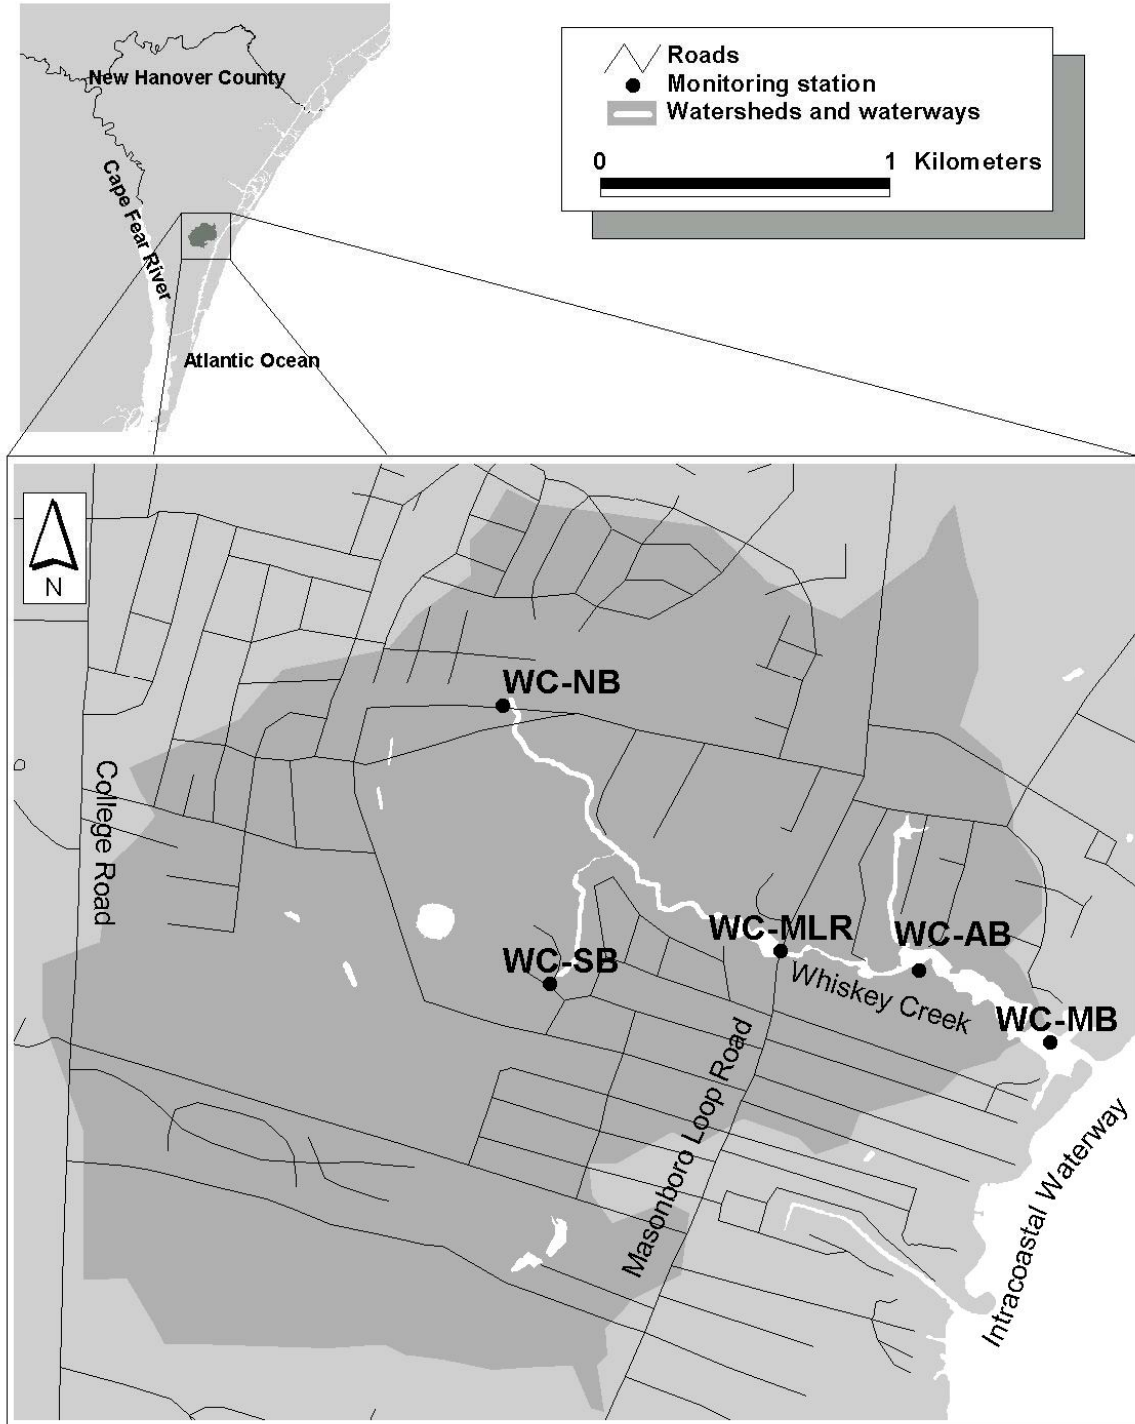 New Hanover County
Cape Fear River
Atlantic Ocean
Roads
Monitoring station
Watersheds and waterways
0 1 Kilometers
N
WC-NB
College Road
WC-SB
WC-MLR
WC-AB
Whiskey Creek
WC-MB
Masonboro Loop Road
Intracoastal Waterway